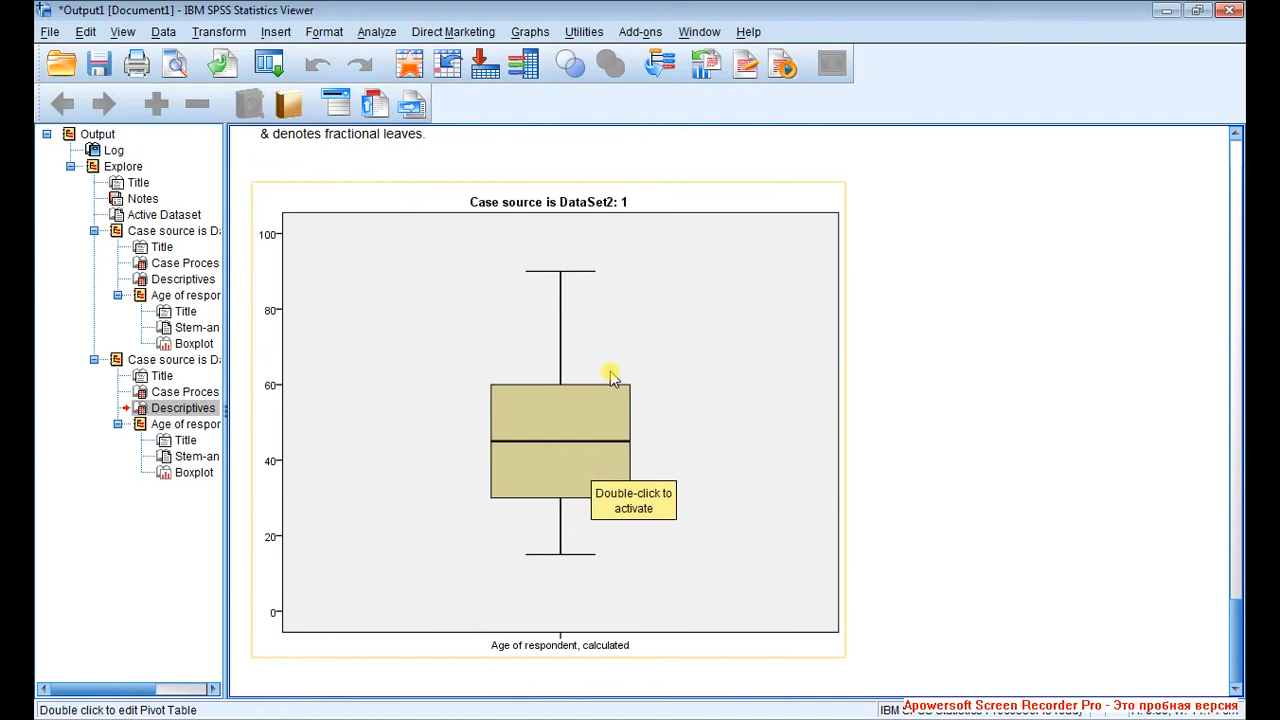 *Output1 [Document1] - IBM SPSS Statistics Viewer
File Edit View Data Transform Insert Format Analyze Direct Marketing Graphs Utilities Add-ons Window Help
Output
Log
Explore
Title
Notes
Active Dataset
Case source is Da
Title
Case Proces
Descriptives
Age of respor
Title
Stem-an
Boxplot
Case source is Da
Title
Case Proces
Descriptives
Age of respor
Title
Stem-an
Boxplot
& denotes fractional leaves.
Case source is DataSet2: 1
100
80
60
40
20
0
Double-click to
activate
Age of respondent, calculated
Double click to edit Pivot Table
Apowersoft Screen Recorder Pro - Это пробная версия